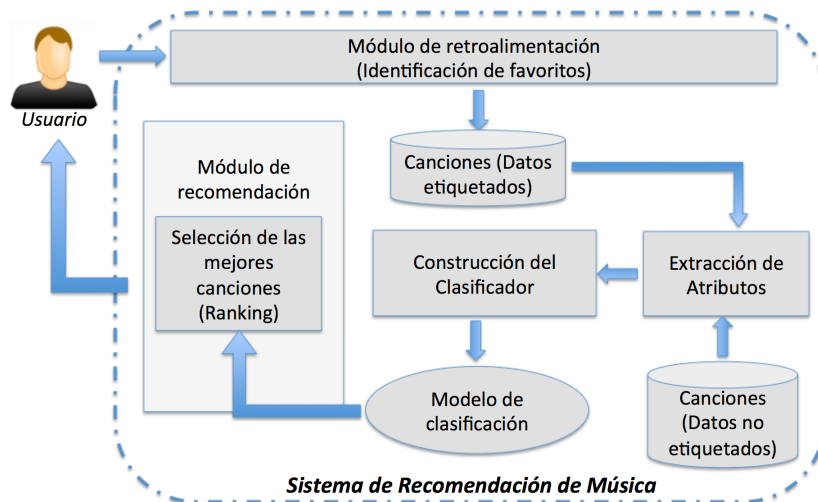 Módulo de retroalimentación
(Identificación de favoritos)
Usuario
Canciones (Datos
etiquetados)
Módulo de
recomendación
Selección de las
mejores
canciones
(Ranking)
Construcción del
Clasificador
Extracción de
Atributos
Modelo de
clasificación
Canciones
(Datos no
etiquetados)
Sistema de Recomendación de Música